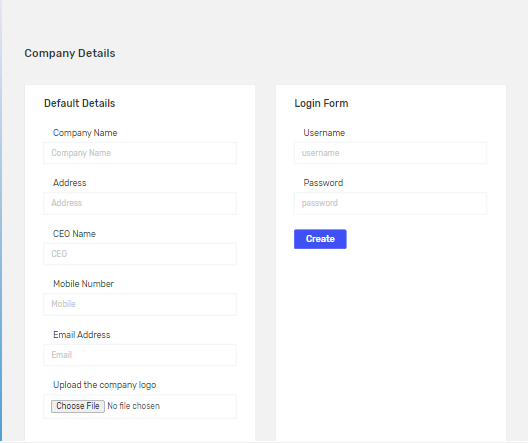 Company Details
Default Details
Company Name
Company Name
Address
Address
CEO Name
CEO
Mobile Number
Mobile
Email Address
Email
Upload the company logo
Choose File No file chosen
Login Form
Username
username
Password
password
Create